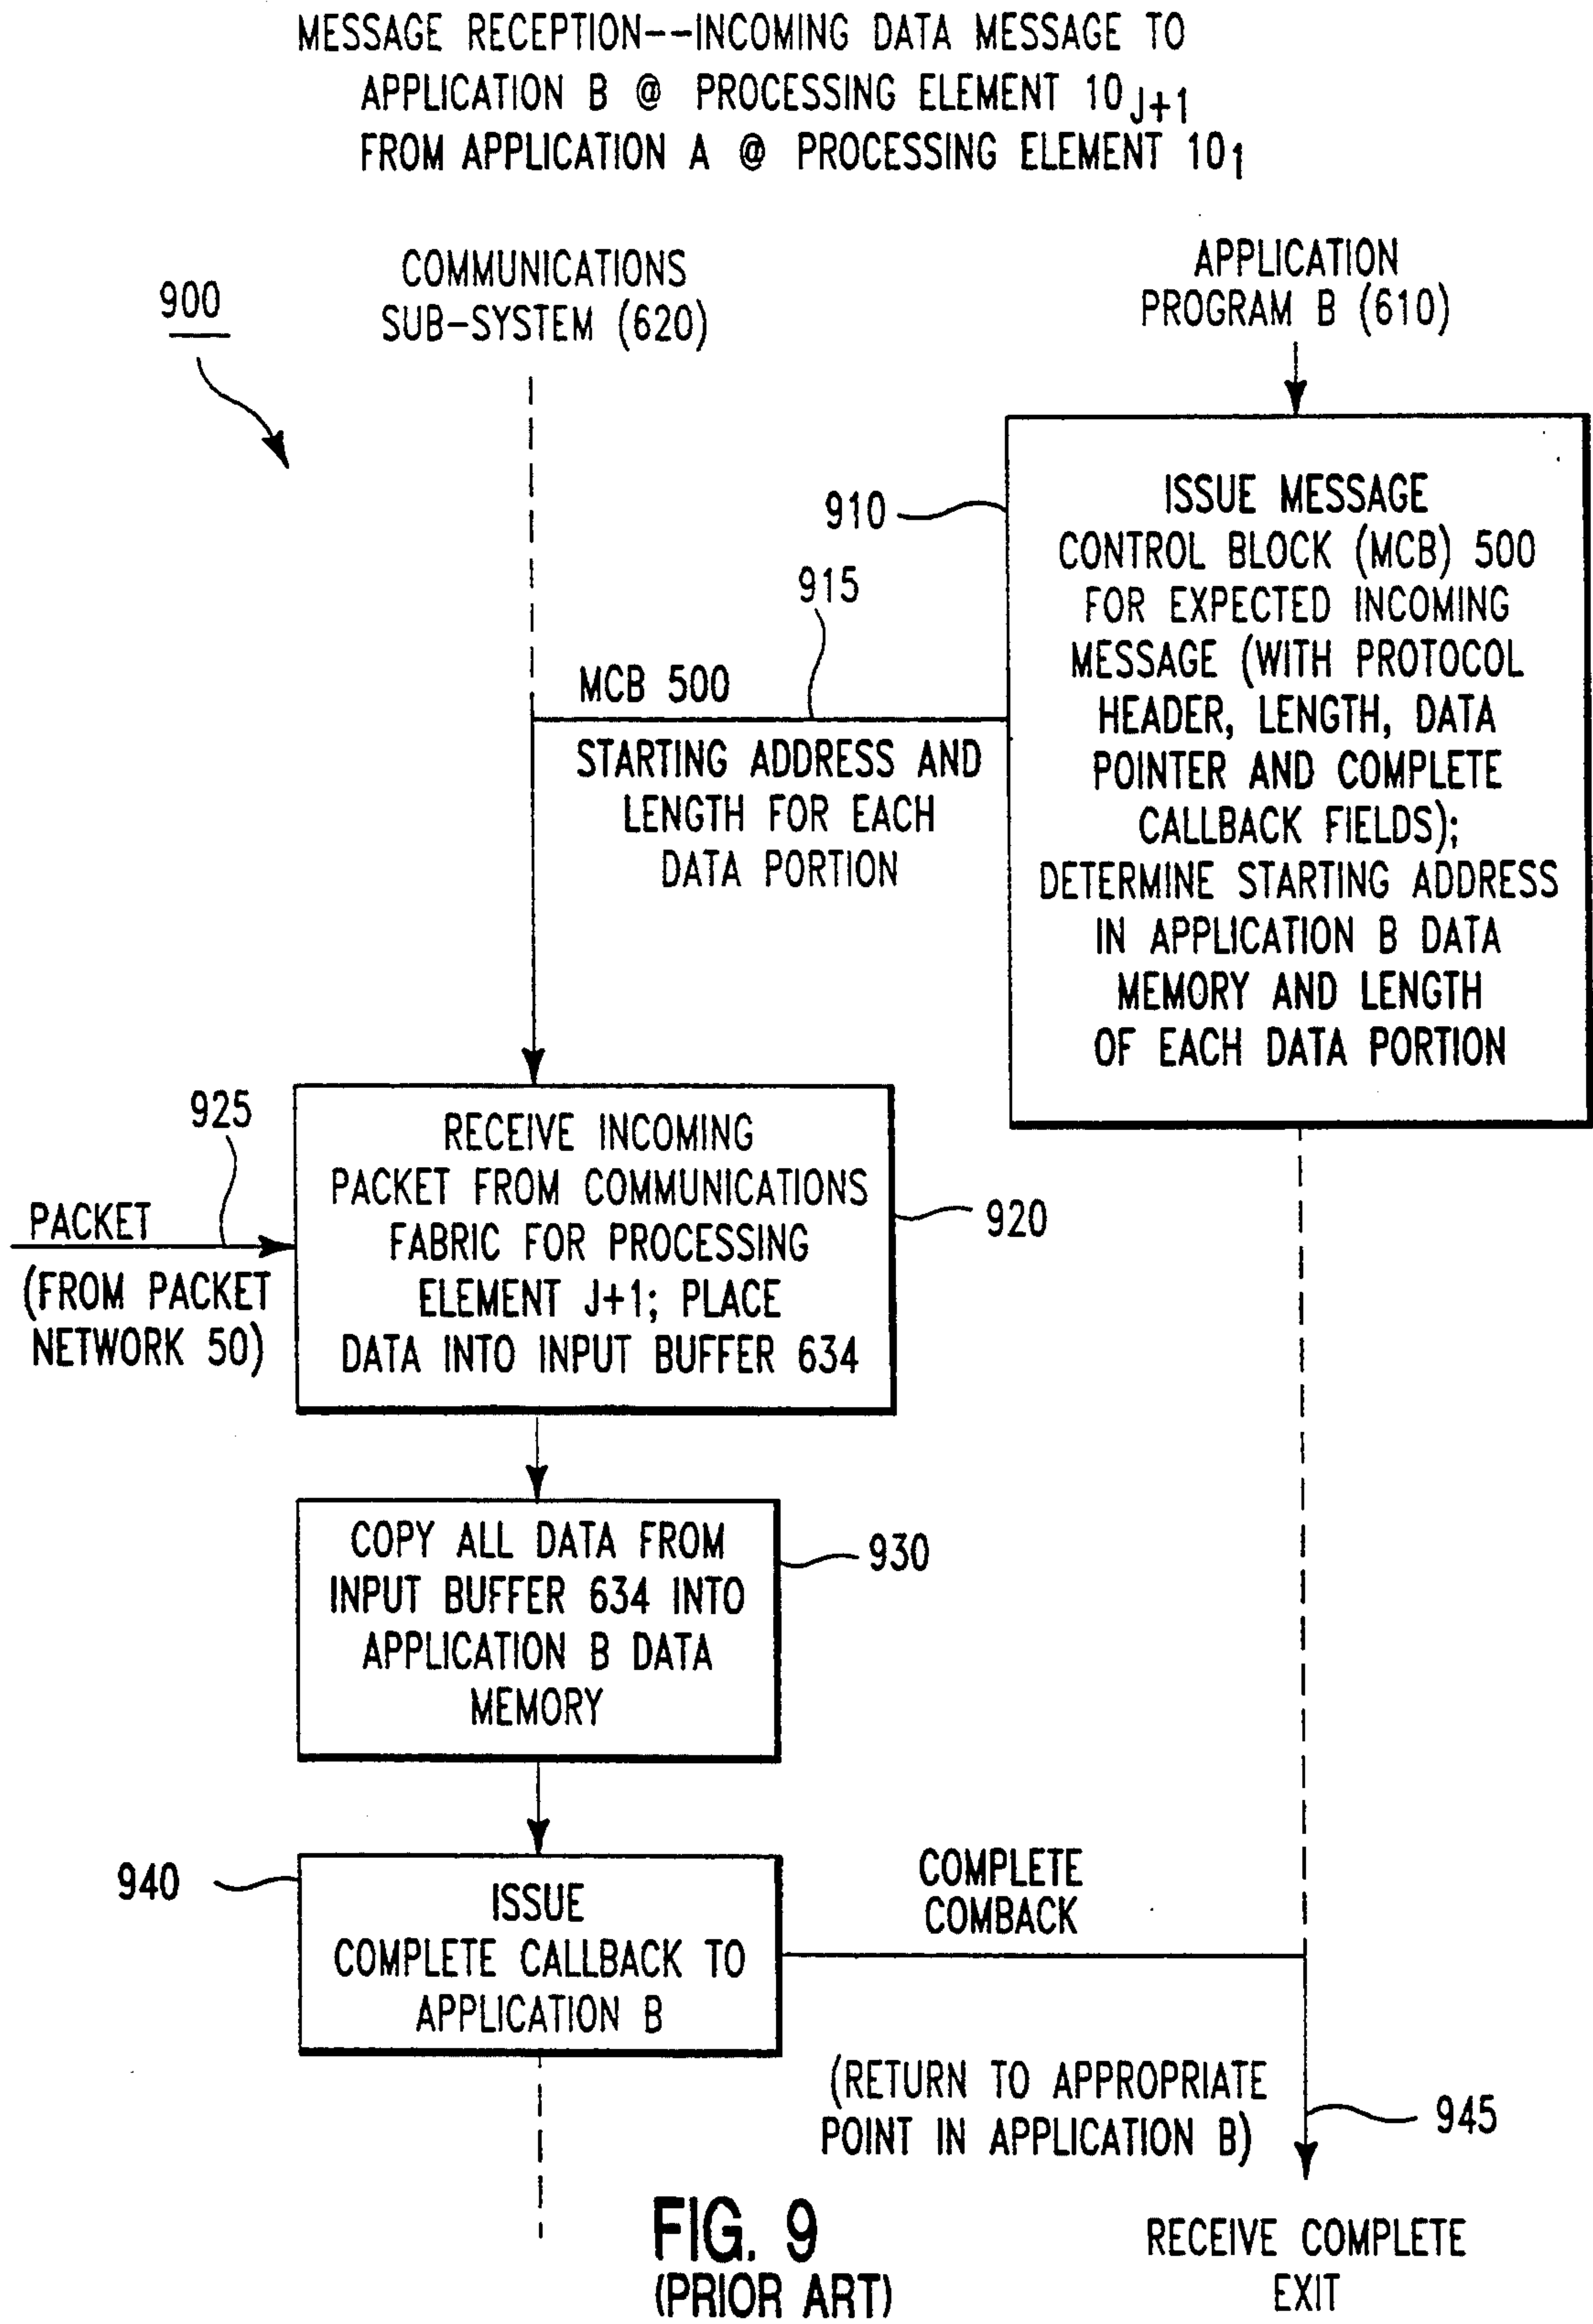 MESSAGE RECEPTION--INCOMING DATA MESSAGE TO
APPLICATION B @ PROCESSING ELEMENT 10J+1
FROM APPLICATION A @ PROCESSING ELEMENT 101
COMMUNICATIONS
SUB-SYSTEM (620)
APPLICATION
PROGRAM B (610)
900
910
ISSUE MESSAGE
CONTROL BLOCK (MCB) 500
FOR EXPECTED INCOMING
MESSAGE (WITH PROTOCOL
HEADER, LENGTH, DATA
POINTER AND COMPLETE
CALLBACK FIELDS);
DETERMINE STARTING ADDRESS
IN APPLICATION B DATA
MEMORY AND LENGTH
OF EACH DATA PORTION
915
MCB 500
STARTING ADDRESS AND
LENGTH FOR EACH
DATA PORTION
925
PACKET
(FROM PACKET
NETWORK 50)
RECEIVE INCOMING
PACKET FROM COMMUNICATIONS
FABRIC FOR PROCESSING
ELEMENT J+1; PLACE
DATA INTO INPUT BUFFER 634
920
COPY ALL DATA FROM
INPUT BUFFER 634 INTO
APPLICATION B DATA
MEMORY
930
940
ISSUE
COMPLETE CALLBACK TO
APPLICATION B
COMPLETE
COMBACK
(RETURN TO APPROPRIATE
POINT IN APPLICATION B)
945
RECEIVE COMPLETE
EXIT
FIG. 9
(PRIOR ART)